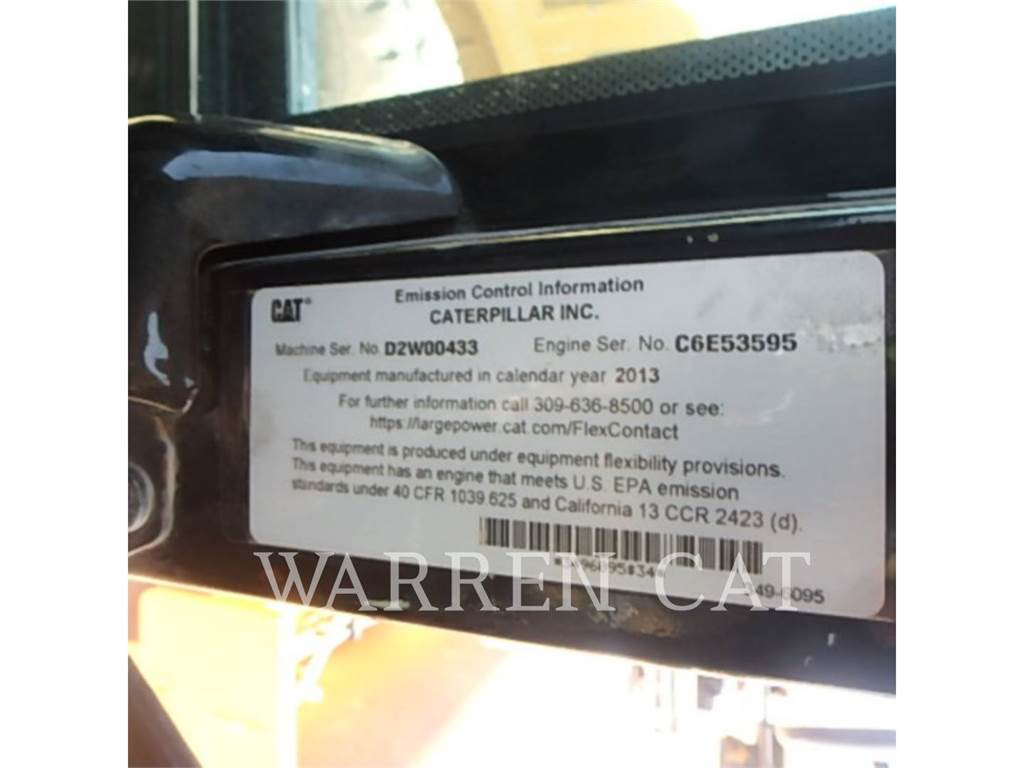 CAT®
Emission Control Information
CATERPILLAR INC.
Machine Ser. No. D2W00433 Engine Ser. No. C6E53595
Equipment manufactured in calendar year 2013
For further information call 309-636-8500 or see:
https://largepower.cat.com/FlexContact
This equipment is produced under equipment flexibility provisions.
This equipment has an engine that meets U.S. EPA emission
standards under 40 CFR 1039.625 and California 13 CCR 2423 (d).
WARREN CAT